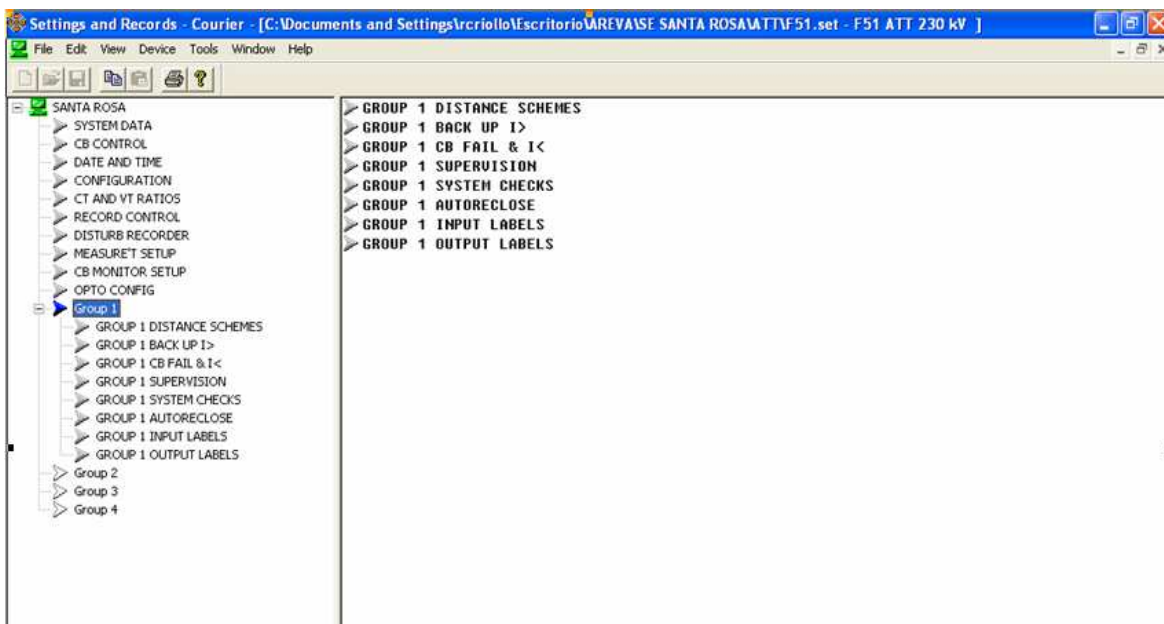 Settings and Records - Courier - [C:\Documents and Settings\rcriollo\Escritorio\AREVA\SE SANTA ROSA\ATT\F51.set - F51 ATT 230 kV ]
File Edit View Device Tools Window Help
SANTA ROSA
SYSTEM DATA
CB CONTROL
DATE AND TIME
CONFIGURATION
CT AND VT RATIOS
RECORD CONTROL
DISTURB RECORDER
MEASURE'T SETUP
CB MONITOR SETUP
OPTO CONFIG
Group 1
GROUP 1 DISTANCE SCHEMES
GROUP 1 BACK UP I>
GROUP 1 CB FAIL & I<
GROUP 1 SUPERVISION
GROUP 1 SYSTEM CHECKS
GROUP 1 AUTORECLOSE
GROUP 1 INPUT LABELS
GROUP 1 OUTPUT LABELS
Group 2
Group 3
Group 4
GROUP 1 DISTANCE SCHEMES
GROUP 1 BACK UP I>
GROUP 1 CB FAIL & I<
GROUP 1 SUPERVISION
GROUP 1 SYSTEM CHECKS
GROUP 1 AUTORECLOSE
GROUP 1 INPUT LABELS
GROUP 1 OUTPUT LABELS